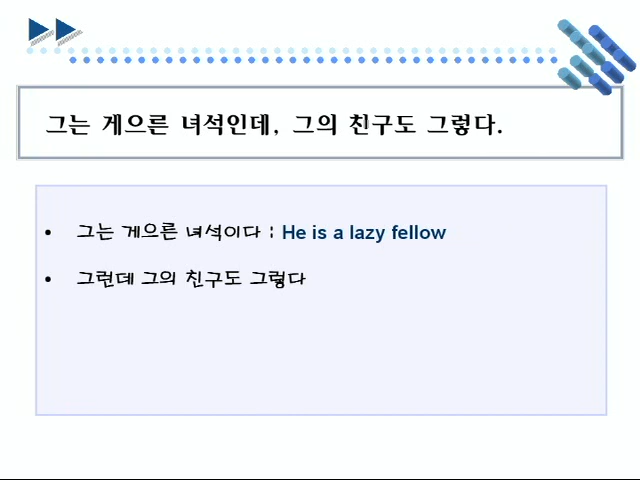 그는 게으른 녀석인데, 그의 친구도 그렇다.
• 그는 게으른 녀석이다 : He is a lazy fellow
• 그런데 그의 친구도 그렇다